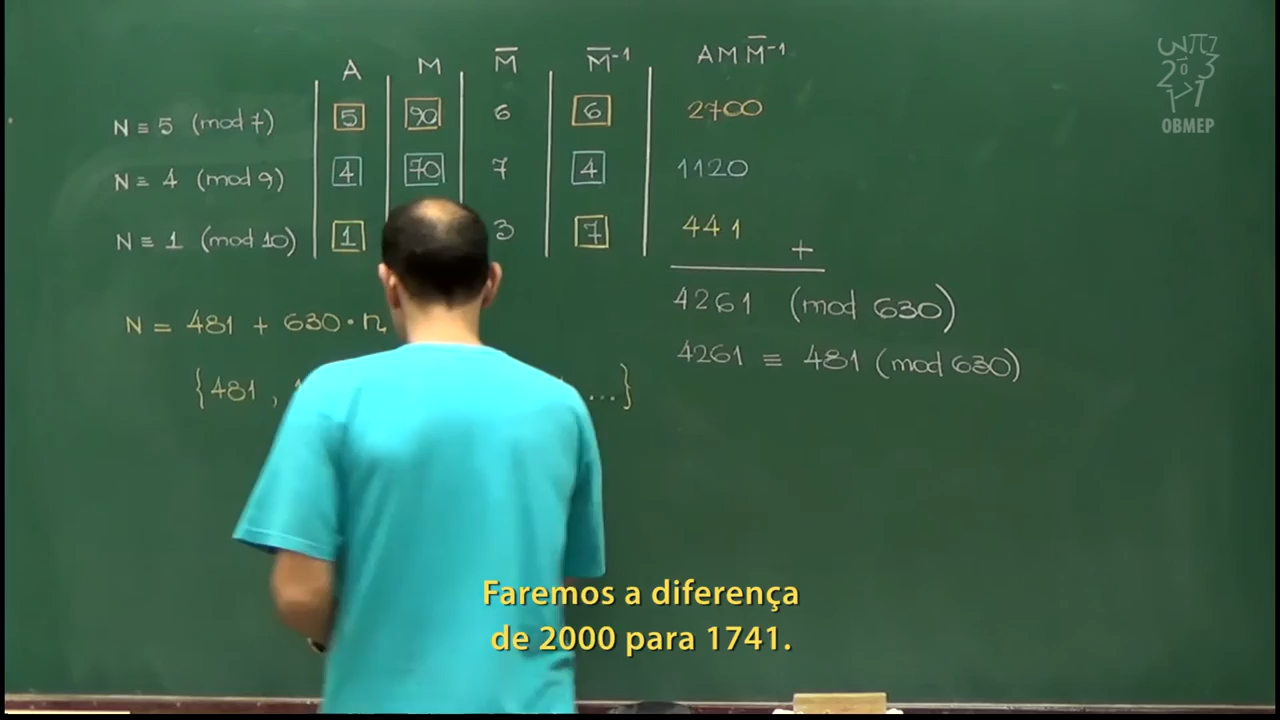 A M M̅ M̅⁻¹ A M M̅⁻¹
N ≡ 5 (mod 7) 5 90 6 6 2700
N ≡ 4 (mod 9) 4 70 7 4 1120
N ≡ 1 (mod 10) 1 3 7 441
+
4261 (mod 630)
N = 481 + 630·n
4261 ≡ 481 (mod 630)
{481, ...}
OBMEP
Faremos a diferença
de 2000 para 1741.